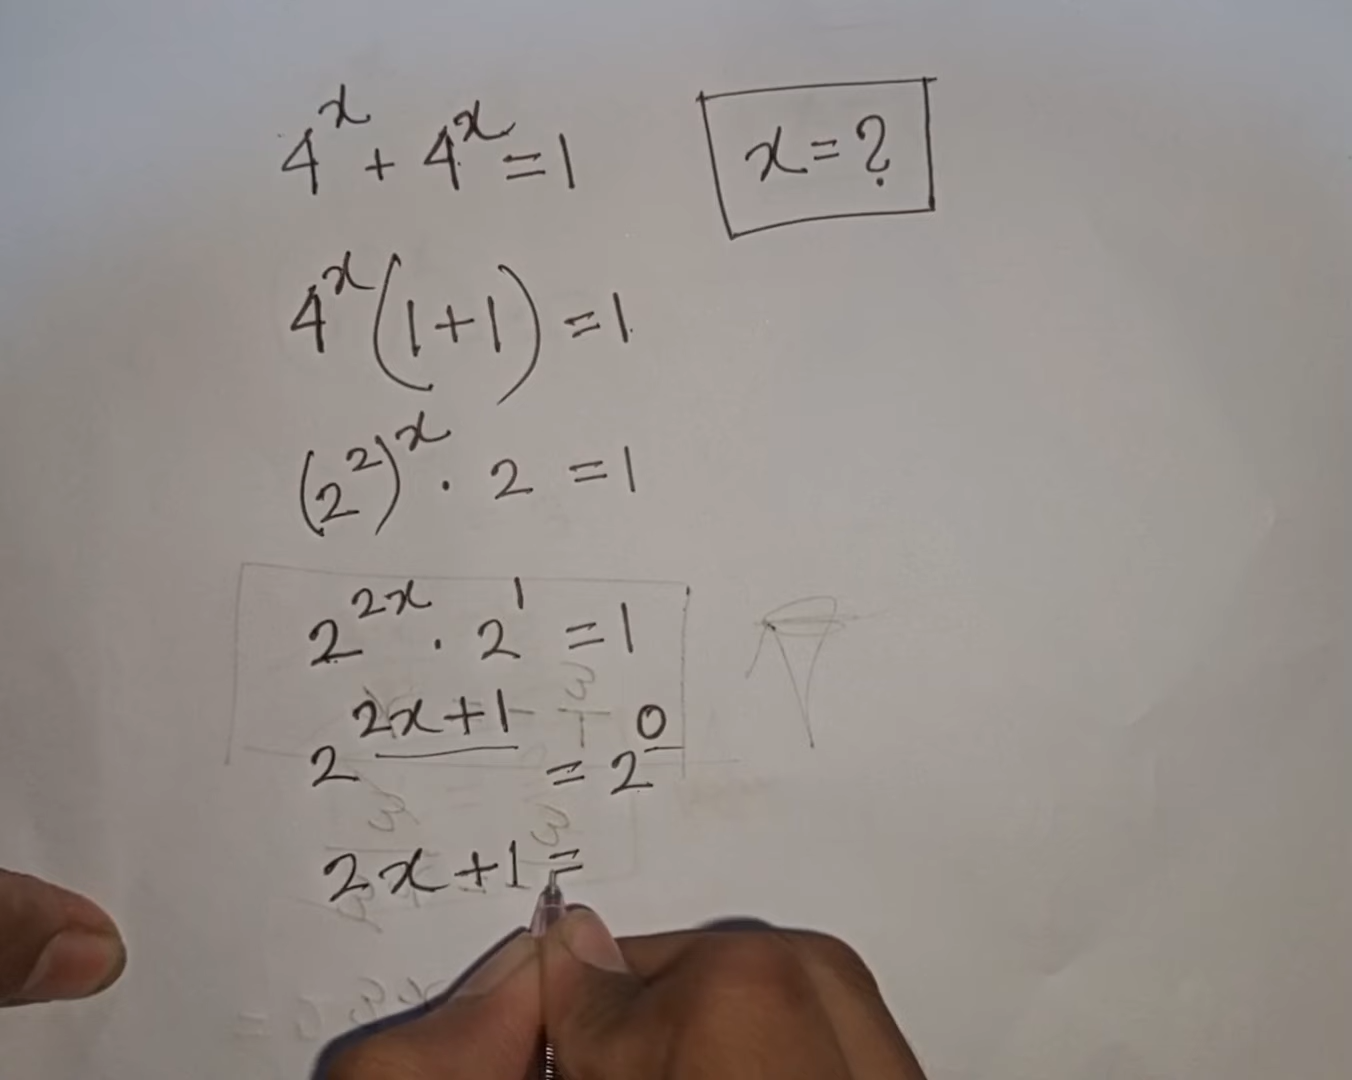 4^x + 4^x = 1
x = ?
4^x (1+1) = 1
(2^2)^x · 2 = 1
2^{2x} · 2^1 = 1
2^{2x+1} = 2^0
2x+1 =